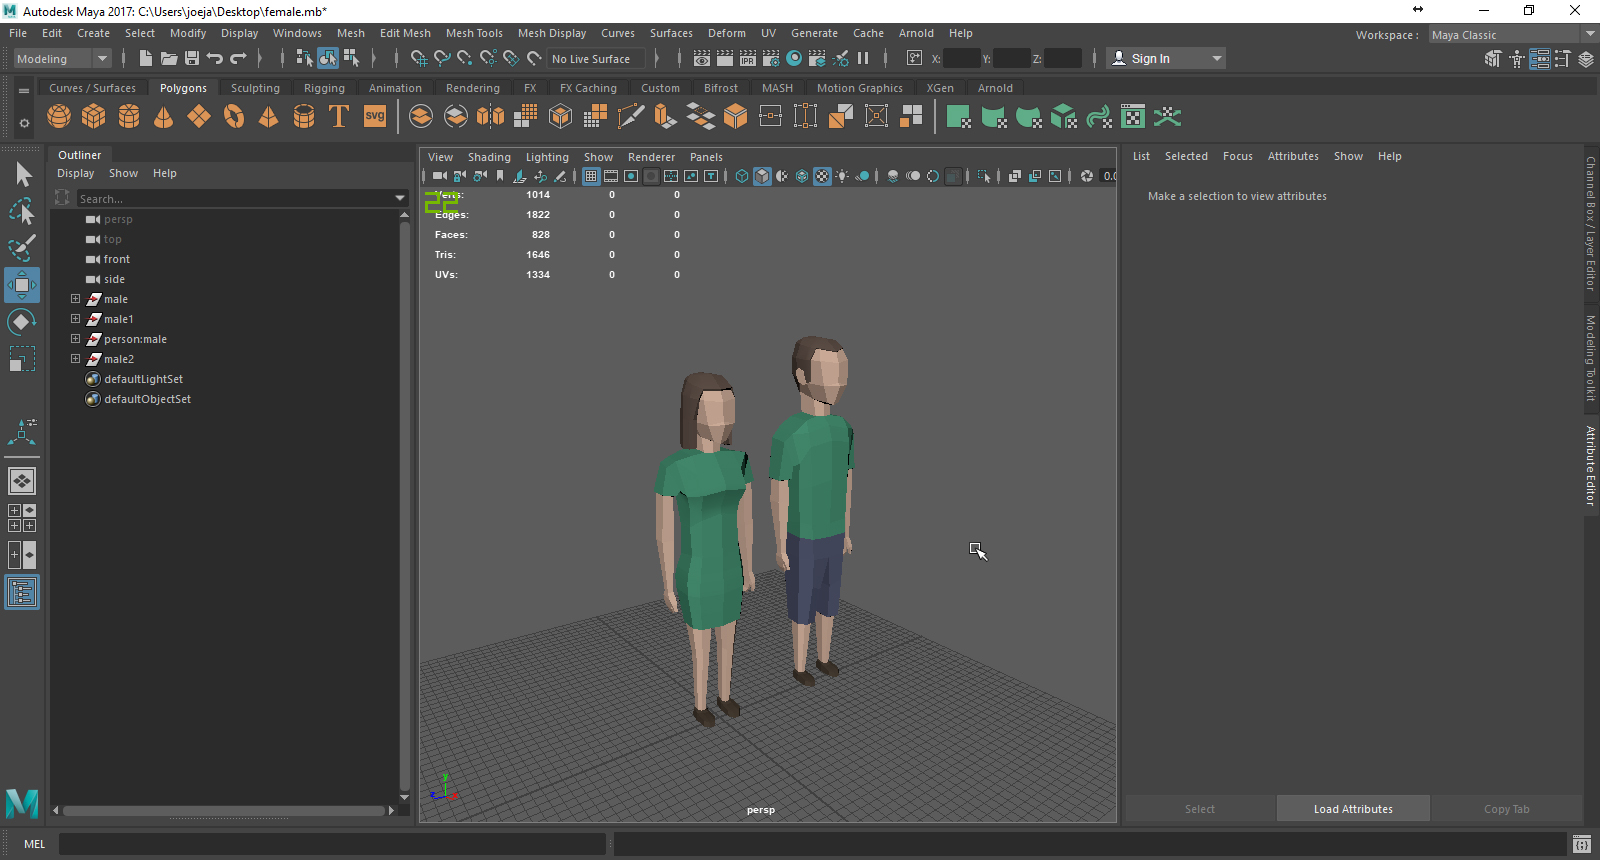 Autodesk Maya 2017: C:\Users\joeja\Desktop\female.mb*
File Edit Create Select Modify Display Windows Mesh Edit Mesh Mesh Tools Mesh Display Curves Surfaces Deform UV Generate Cache Arnold Help
Workspace : Maya Classic
Modeling No Live Surface IPR X: Y: Z: Sign In
Curves / Surfaces Polygons Sculpting Rigging Animation Rendering FX FX Caching Custom Bifrost MASH Motion Graphics XGen Arnold
T svg
Outliner
Display Show Help
Search...
persp
top
front
side
male
male1
person:male
male2
defaultLightSet
defaultObjectSet
View Shading Lighting Show Renderer Panels
0.0
22
Verts: 1014 0 0
Edges: 1822 0 0
Faces: 828 0 0
Tris: 1646 0 0
UVs: 1334 0 0
y
z
x
persp
List Selected Focus Attributes Show Help
Make a selection to view attributes
Select Load Attributes Copy Tab
Channel Box / Layer Editor
Modeling Toolkit
Attribute Editor
M
MEL